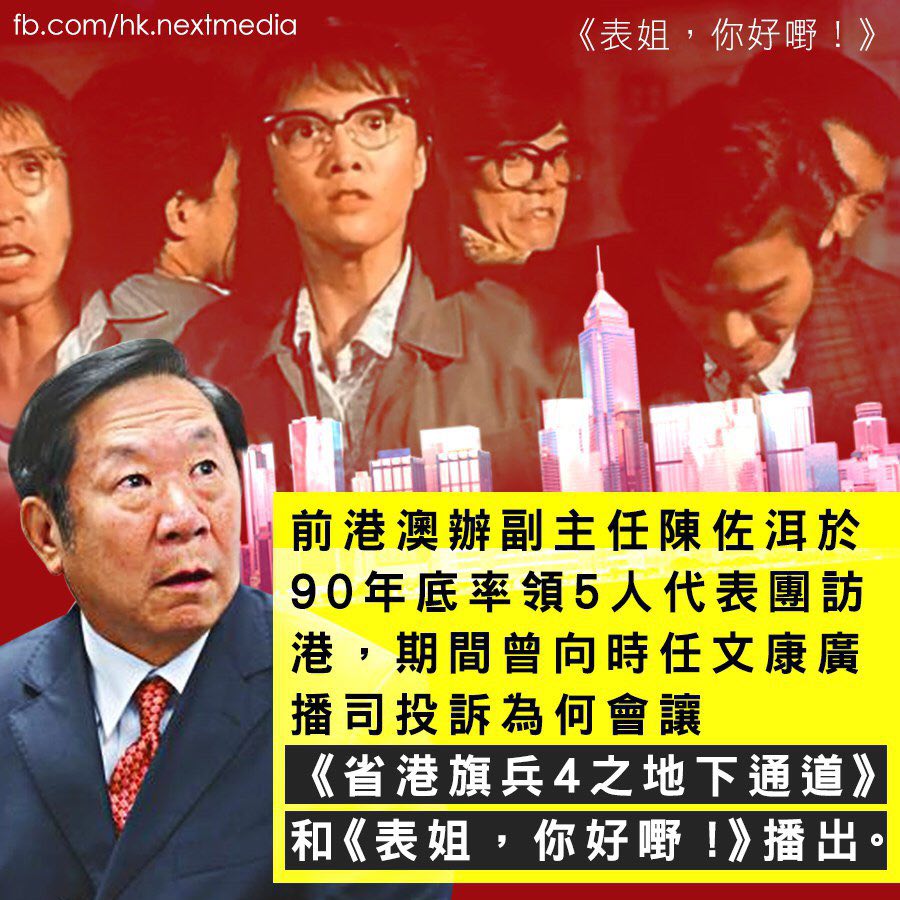 fb.com/hk.nextmedia
《表姐，你好嘢！》
前港澳辦副主任陳佐洱於
90年底率領5人代表團訪
港，期間曾向時任文康廣
播司投訴為何會讓
《省港旗兵4之地下通道》
和《表姐，你好嘢！》播出。